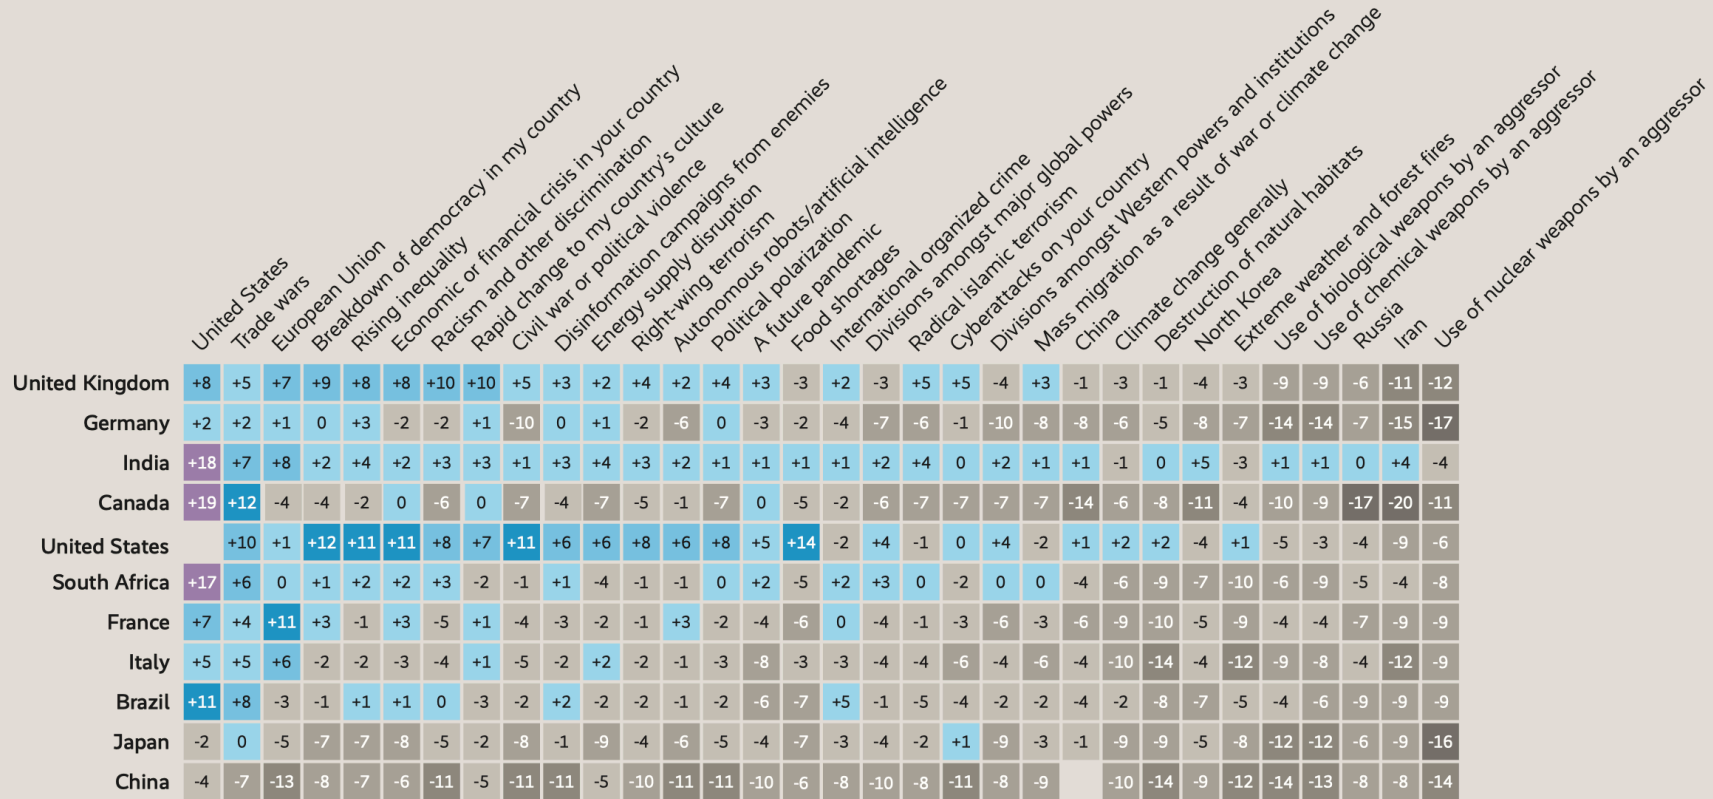 United States
Trade wars
European Union
Breakdown of democracy in my country
Rising inequality
Economic or financial crisis in your country
Racism and other discrimination
Rapid change to my country's culture
Civil war or political violence
Disinformation campaigns from enemies
Energy supply disruption
Right-wing terrorism
Autonomous robots/artificial intelligence
Political polarization
A future pandemic
Food shortages
International organized crime
Divisions amongst major global powers
Radical Islamic terrorism
Cyberattacks on your country
Divisions amongst Western powers and institutions
Mass migration as a result of war or climate change
China
Climate change generally
Destruction of natural habitats
North Korea
Extreme weather and forest fires
Use of biological weapons by an aggressor
Use of chemical weapons by an aggressor
Russia
Iran
Use of nuclear weapons by an aggressor
United Kingdom +8 +5 +7 +9 +8 +8 +10 +10 +5 +3 +2 +4 +2 +4 +3 -3 +2 -3 +5 +5 -4 +3 -1 -3 -1 -4 -3 -9 -9 -6 -11 -12
Germany +2 +2 +1 0 +3 -2 -2 +1 -10 0 +1 -2 -6 0 -3 -2 -4 -7 -6 -1 -10 -8 -8 -6 -5 -8 -7 -14 -14 -7 -15 -17
India +18 +7 +8 +2 +4 +2 +3 +3 +1 +3 +4 +3 +2 +1 +1 +1 +1 +2 +4 0 +2 +1 +1 -1 0 +5 -3 +1 +1 0 +4 -4
Canada +19 +12 -4 -4 -2 0 -6 0 -7 -4 -7 -5 -1 -7 0 -5 -2 -6 -7 -7 -7 -7 -14 -6 -8 -11 -4 -10 -9 -17 -20 -11
United States +10 +1 +12 +11 +11 +8 +7 +11 +6 +6 +8 +6 +8 +5 +14 -2 +4 -1 0 +4 -2 +1 +2 +2 -4 +1 -5 -3 -4 -9 -6
South Africa +17 +6 0 +1 +2 +2 +3 -2 -1 +1 -4 -1 -1 0 +2 -5 +2 +3 0 -2 0 0 -4 -6 -9 -7 -10 -6 -9 -5 -4 -8
France +7 +4 +11 +3 -1 +3 -5 +1 -4 -3 -2 -1 +3 -2 -4 -6 0 -4 -1 -3 -6 -3 -6 -9 -10 -5 -9 -4 -4 -7 -9 -9
Italy +5 +5 +6 -2 -2 -3 -4 +1 -5 -2 +2 -2 -1 -3 -8 -3 -3 -4 -4 -6 -4 -6 -4 -10 -14 -4 -12 -9 -8 -4 -12 -9
Brazil +11 +8 -3 -1 +1 +1 0 -3 -2 +2 -2 -2 -1 -2 -6 -7 +5 -1 -5 -4 -2 -2 -4 -2 -8 -7 -5 -4 -6 -9 -9 -9
Japan -2 0 -5 -7 -7 -8 -5 -2 -8 -1 -9 -4 -6 -5 -4 -7 -3 -4 -2 +1 -9 -3 -1 -9 -9 -5 -8 -12 -12 -6 -9 -16
China -4 -7 -13 -8 -7 -6 -11 -5 -11 -11 -5 -10 -11 -11 -10 -6 -8 -10 -8 -11 -8 -9 -10 -14 -9 -12 -14 -13 -8 -8 -14